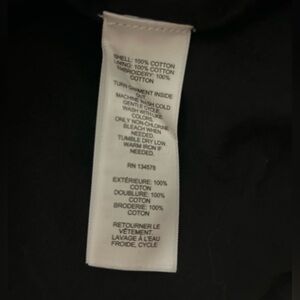 SHELL: 100% COTTON
LINING: 100% COTTON
EMBROIDERY: 100%
COTTON
TURN GARMENT INSIDE
OUT.
MACHINE WASH COLD
GENTLE CYCLE.
WASH WITH LIKE
COLORS.
ONLY NON-CHLORINE
BLEACH WHEN
NEEDED.
TUMBLE DRY LOW
WARM IRON IF
NEEDED.
RN 134578
EXTÉRIEURE: 100%
COTON
DOUBLURE: 100%
COTON
BRODERIE: 100%
COTON
RETOURNER LE
VÊTEMENT
LAVAGE À L'EAU
FROIDE, CYCLE